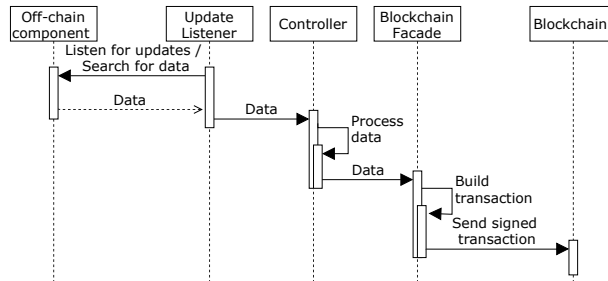 Off-chain
component
Update
Listener
Controller
Blockchain
Facade
Blockchain
Listen for updates /
Search for data
Data
Data
Process
data
Data
Build
transaction
Send signed
transaction